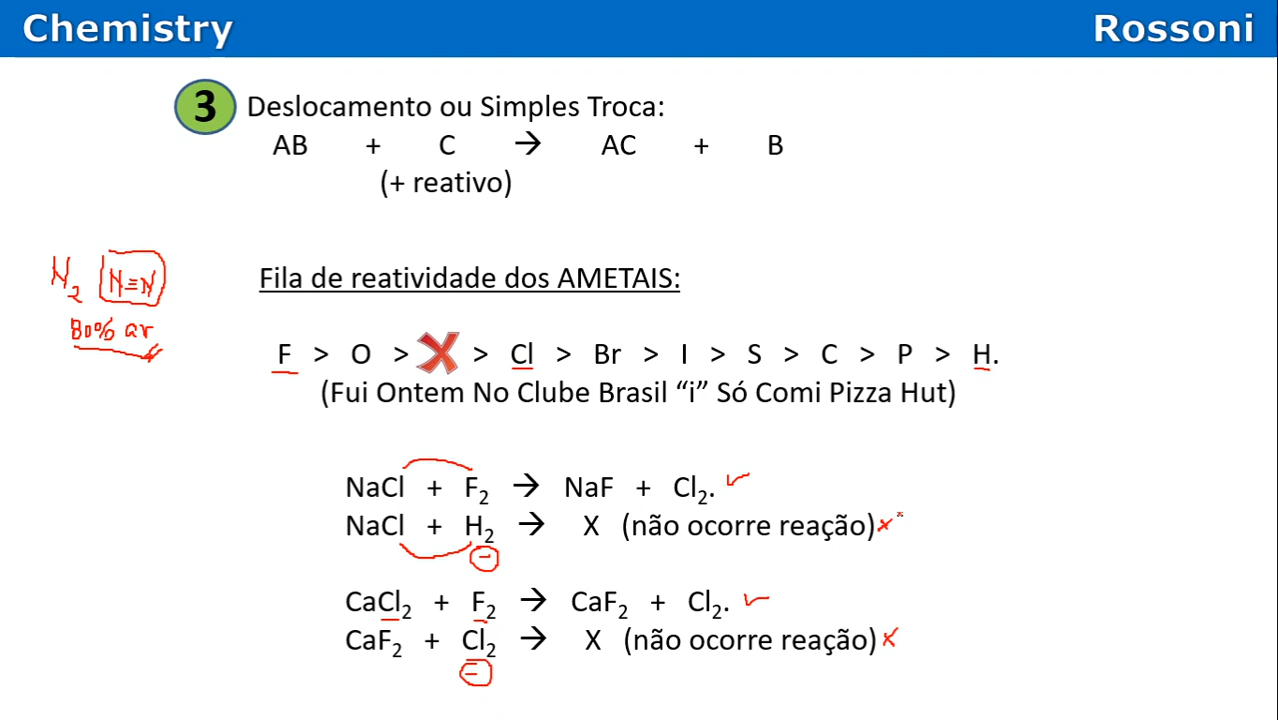 Chemistry Rossoni
3 Deslocamento ou Simples Troca:
AB + C → AC + B
(+ reativo)
N₂ N≡N
80% ar
Fila de reatividade dos AMETAIS:
F > O > X > Cl > Br > I > S > C > P > H.
(Fui Ontem No Clube Brasil “i” Só Comi Pizza Hut)
NaCl + F₂ → NaF + Cl₂. ✓
NaCl + H₂ → X (não ocorre reação) x
−
CaCl₂ + F₂ → CaF₂ + Cl₂. ✓
CaF₂ + Cl₂ → X (não ocorre reação) x
−